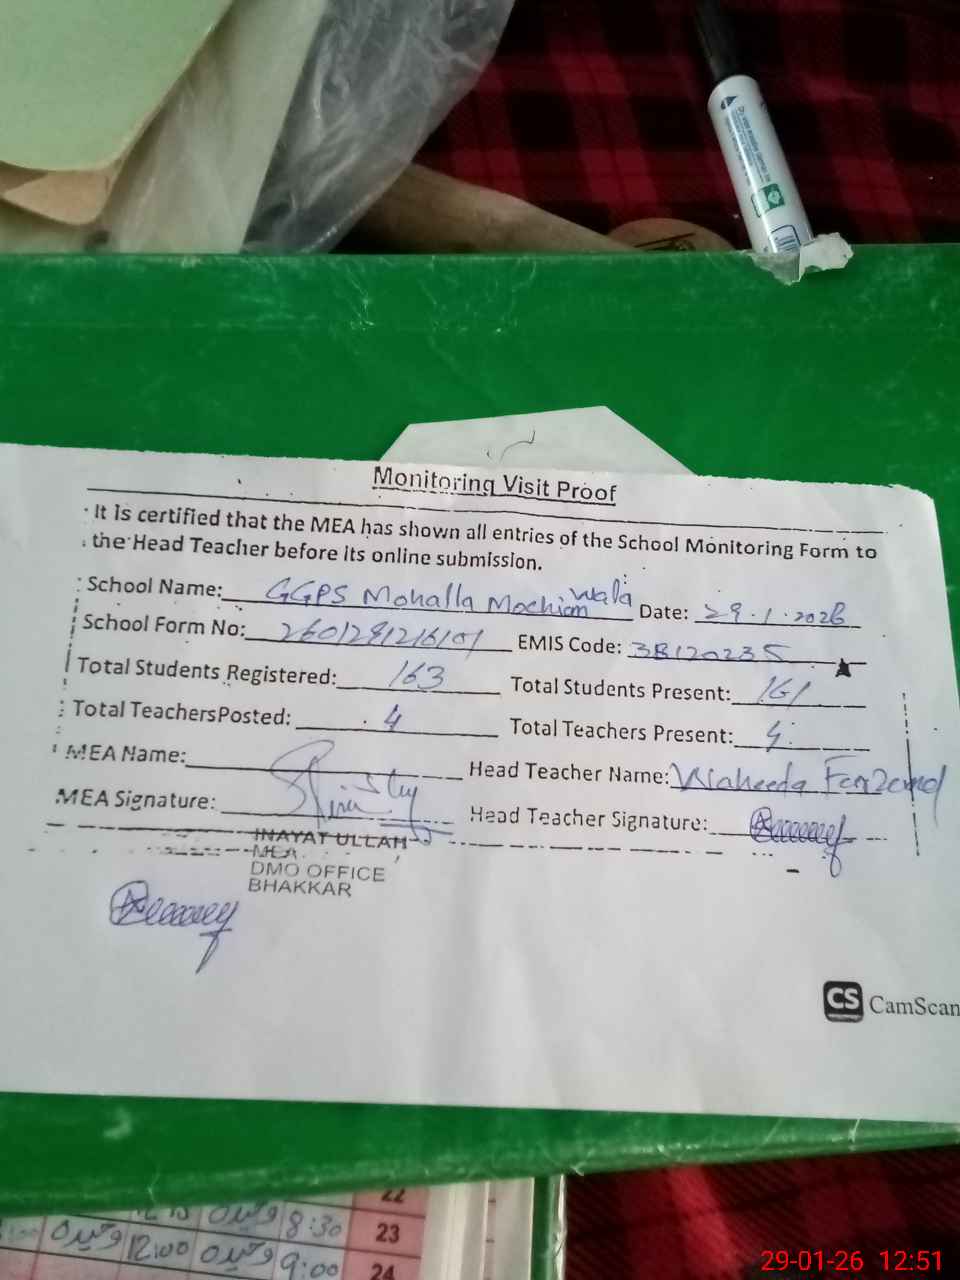 Monitoring Visit Proof
It is certified that the MEA has shown all entries of the School Monitoring Form to
the Head Teacher before its online submission.
School Name: GGPS Mohalla Mochian wala Date: 29.1.2026
School Form No: EMIS Code: 38120235
Total Students Registered: 163 Total Students Present: 161
Total TeachersPosted: 4 Total Teachers Present: 4
MEA Name: Head Teacher Name: Waheeda Farzand
MEA Signature: Head Teacher Signature:
INAYAT ULLAH
MEA
DMO OFFICE
BHAKKAR
CS CamScan
22
وحیدہ 12:00 وحیدہ 8:30 23
9:00 24
29-01-26 12:51